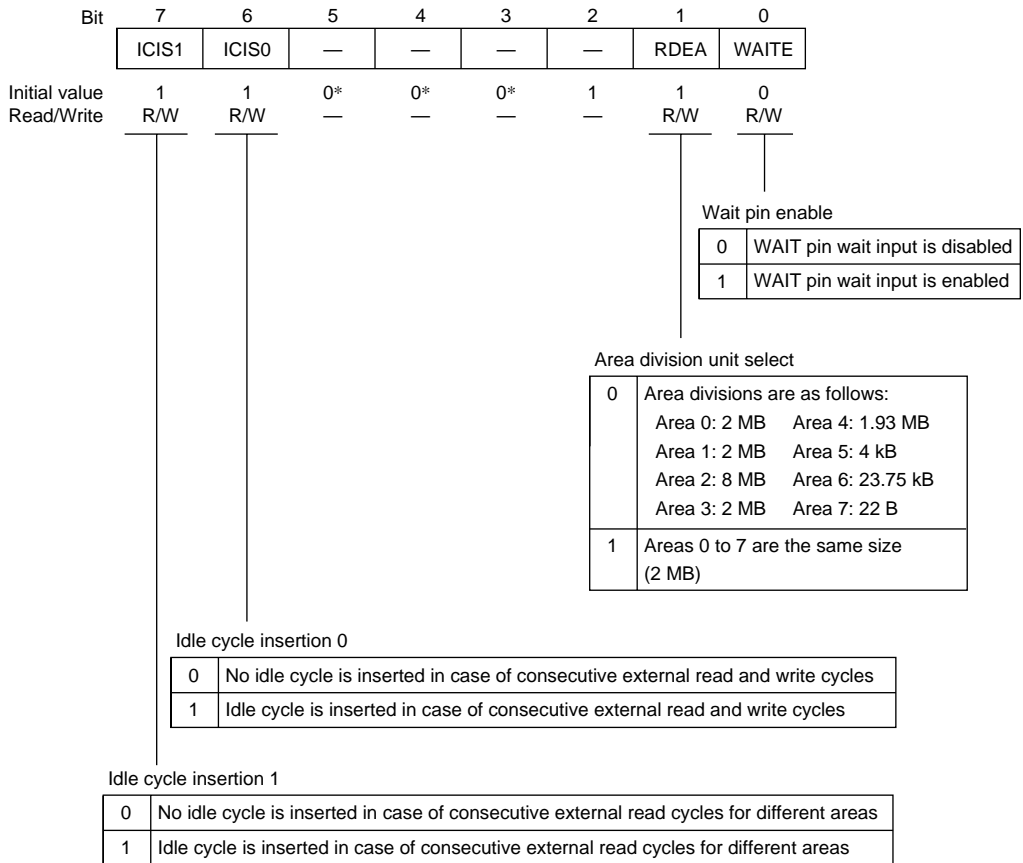 Bit 7 6 5 4 3 2 1 0
ICIS1 ICIS0 — — — — RDEA WAITE
Initial value 1 1 0* 0* 0* 1 1 0
Read/Write R/W R/W — — — — R/W R/W
Wait pin enable
0 WAIT pin wait input is disabled
1 WAIT pin wait input is enabled
Area division unit select
0 Area divisions are as follows:
Area 0: 2 MB Area 4: 1.93 MB
Area 1: 2 MB Area 5: 4 kB
Area 2: 8 MB Area 6: 23.75 kB
Area 3: 2 MB Area 7: 22 B
1 Areas 0 to 7 are the same size
(2 MB)
Idle cycle insertion 0
0 No idle cycle is inserted in case of consecutive external read and write cycles
1 Idle cycle is inserted in case of consecutive external read and write cycles
Idle cycle insertion 1
0 No idle cycle is inserted in case of consecutive external read cycles for different areas
1 Idle cycle is inserted in case of consecutive external read cycles for different areas